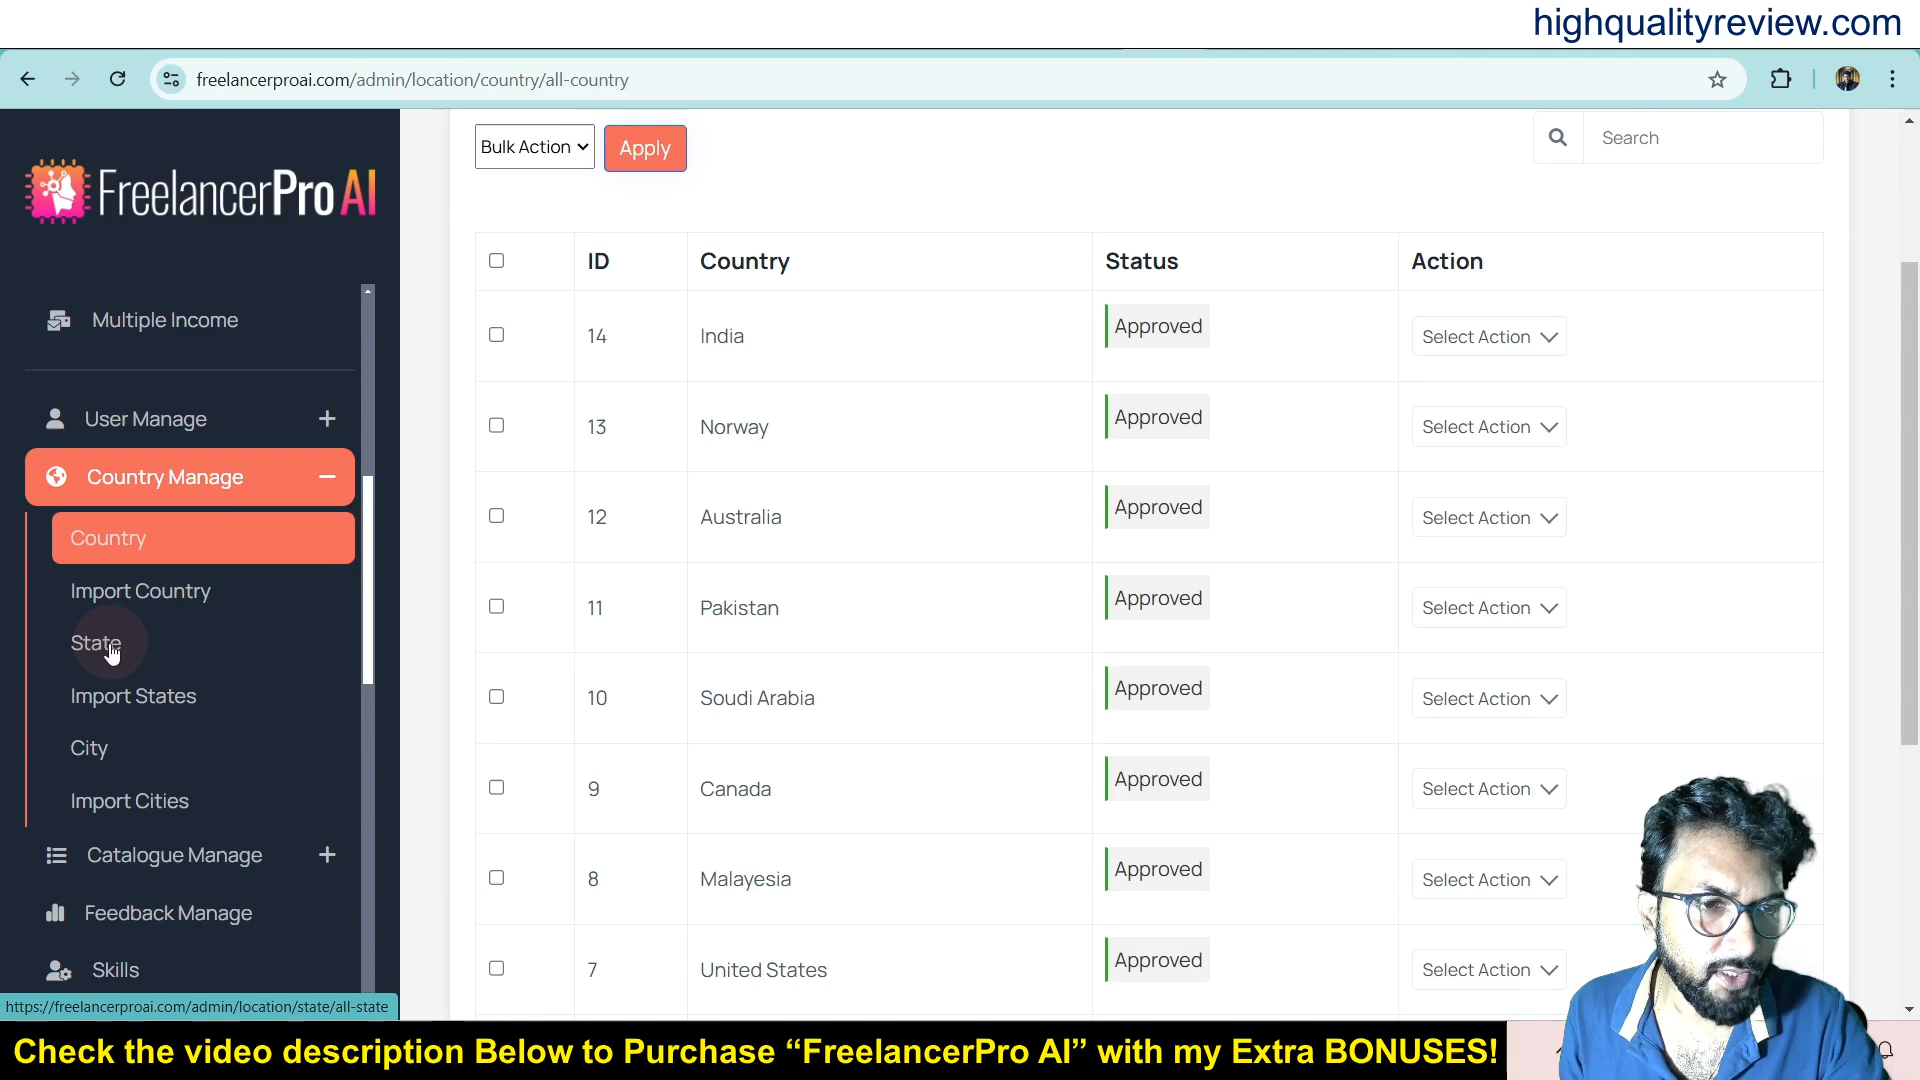 highqualityreview.com
freelancerproai.com/admin/location/country/all-country
FreelancerPro AI
Multiple Income
User Manage
Country Manage
Country
Import Country
State
Import States
City
Import Cities
Catalogue Manage
Feedback Manage
Skills
https://freelancerproai.com/admin/location/state/all-state
Bulk Action Apply Search
ID Country Status Action
14 India Approved Select Action
13 Norway Approved Select Action
12 Australia Approved Select Action
11 Pakistan Approved Select Action
10 Soudi Arabia Approved Select Action
9 Canada Approved Select Action
8 Malayesia Approved Select Action
7 United States Approved Select Action
Check the video description Below to Purchase “FreelancerPro AI” with my Extra BONUSES!